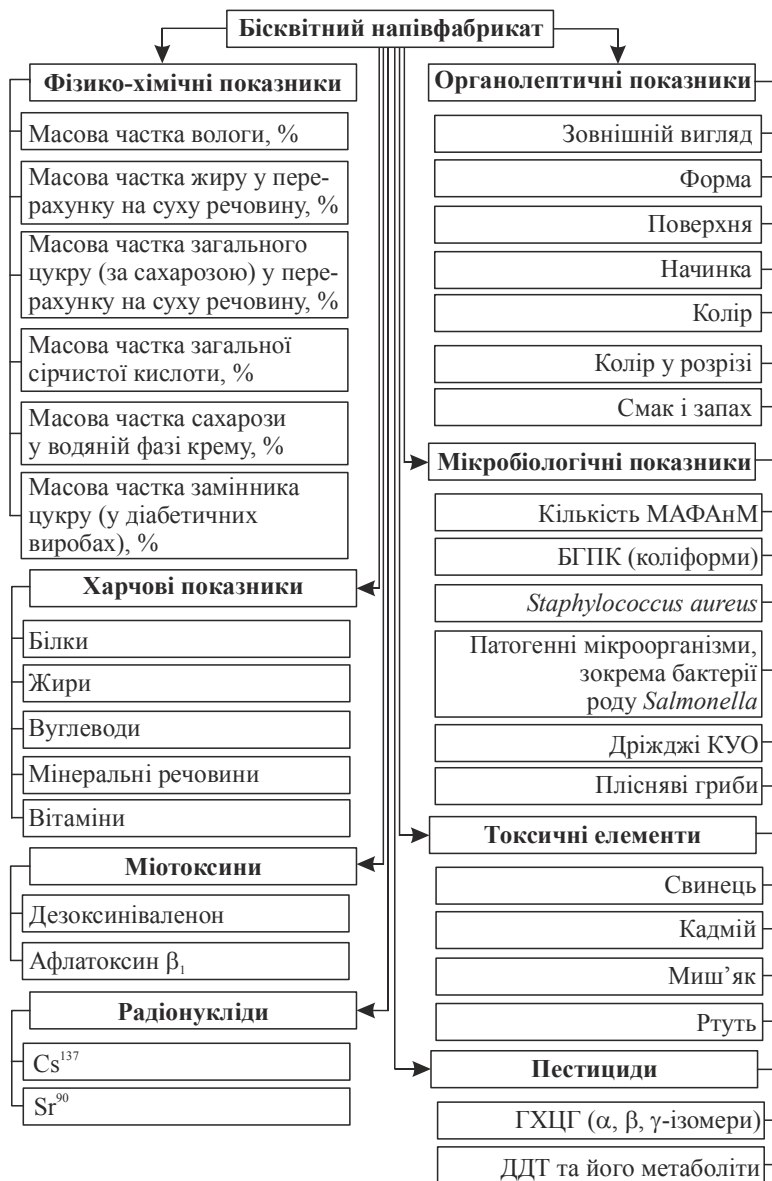 Бісквітний напівфабрикат
Фізико-хімічні показники
Масова частка вологи, %
Масова частка жиру у пере-
рахунку на суху речовину, %
Масова частка загального
цукру (за сахарозою) у пере-
рахунку на суху речовину, %
Масова частка загальної
сірчистої кислоти, %
Масова частка сахарози
у водяній фазі крему, %
Масова частка замінника
цукру (у діабетичних
виробах), %
Харчові показники
Білки
Жири
Вуглеводи
Мінеральні речовини
Вітаміни
Міотоксини
Дезоксиніваленон
Афлатоксин β₁
Радіонукліди
Cs¹³⁷
Sr⁹⁰
Органолептичні показники
Зовнішній вигляд
Форма
Поверхня
Начинка
Колір
Колір у розрізі
Смак і запах
Мікробіологічні показники
Кількість МАФАнМ
БГПК (коліформи)
Staphylococcus aureus
Патогенні мікроорганізми,
зокрема бактерії
роду Salmonella
Дріжджі КУО
Плісняві гриби
Токсичні елементи
Свинець
Кадмій
Миш’як
Ртуть
Пестициди
ГХЦГ (α, β, γ-ізомери)
ДДТ та його метаболіти